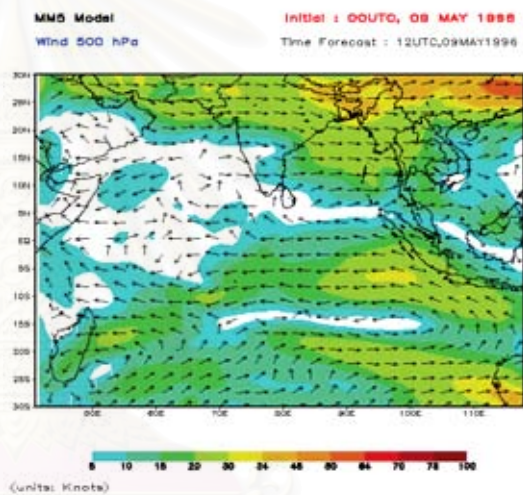 MM5 Model
Initial : 00UTC, 09 MAY 1996
Wind 500 hPa
Time Forecast : 12UTC,09MAY1996
30N
25N
20N
15N
10N
5N
EQ
5S
10S
15S
20S
25S
30S
50E 60E 70E 80E 90E 100E 110E
5 10 15 20 30 34 48 60 64 70 78 100
(units: Knots)